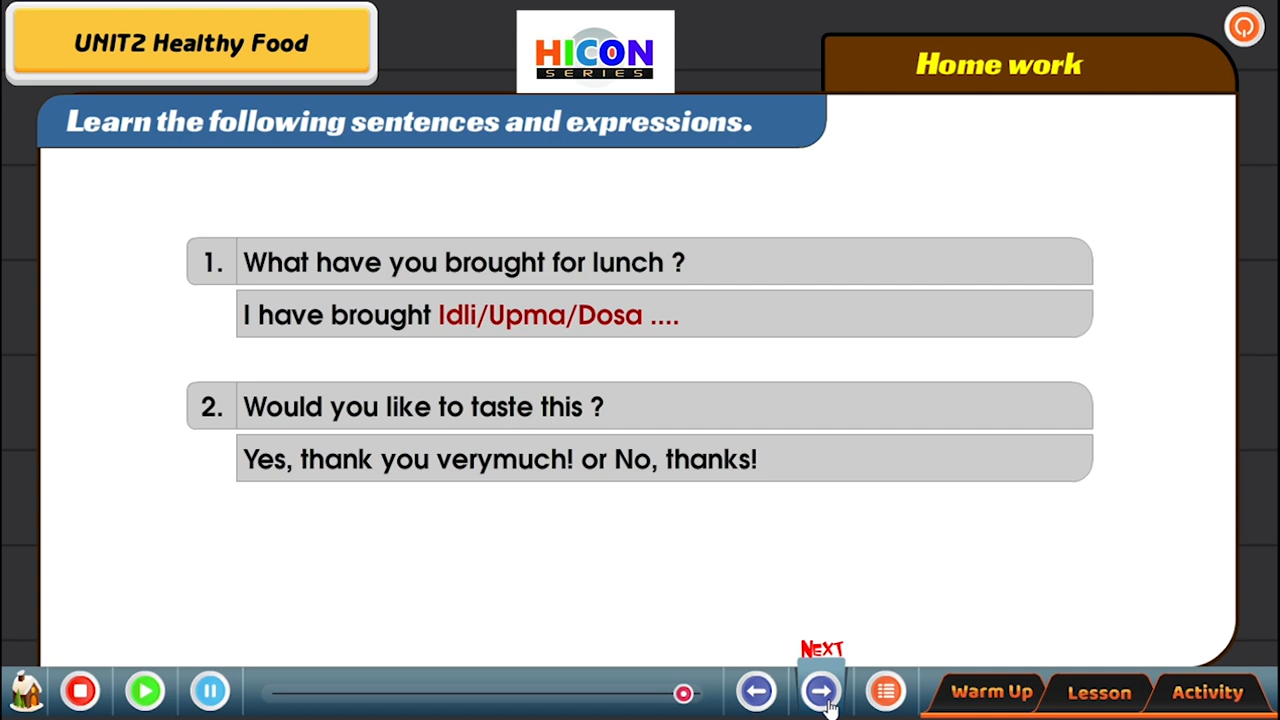 UNIT2 Healthy Food
HICON
SERIES
Home work
Learn the following sentences and expressions.
1. What have you brought for lunch ?
I have brought Idli/Upma/Dosa ....
2. Would you like to taste this ?
Yes, thank you verymuch! or No, thanks!
NEXT
Warm Up Lesson Activity